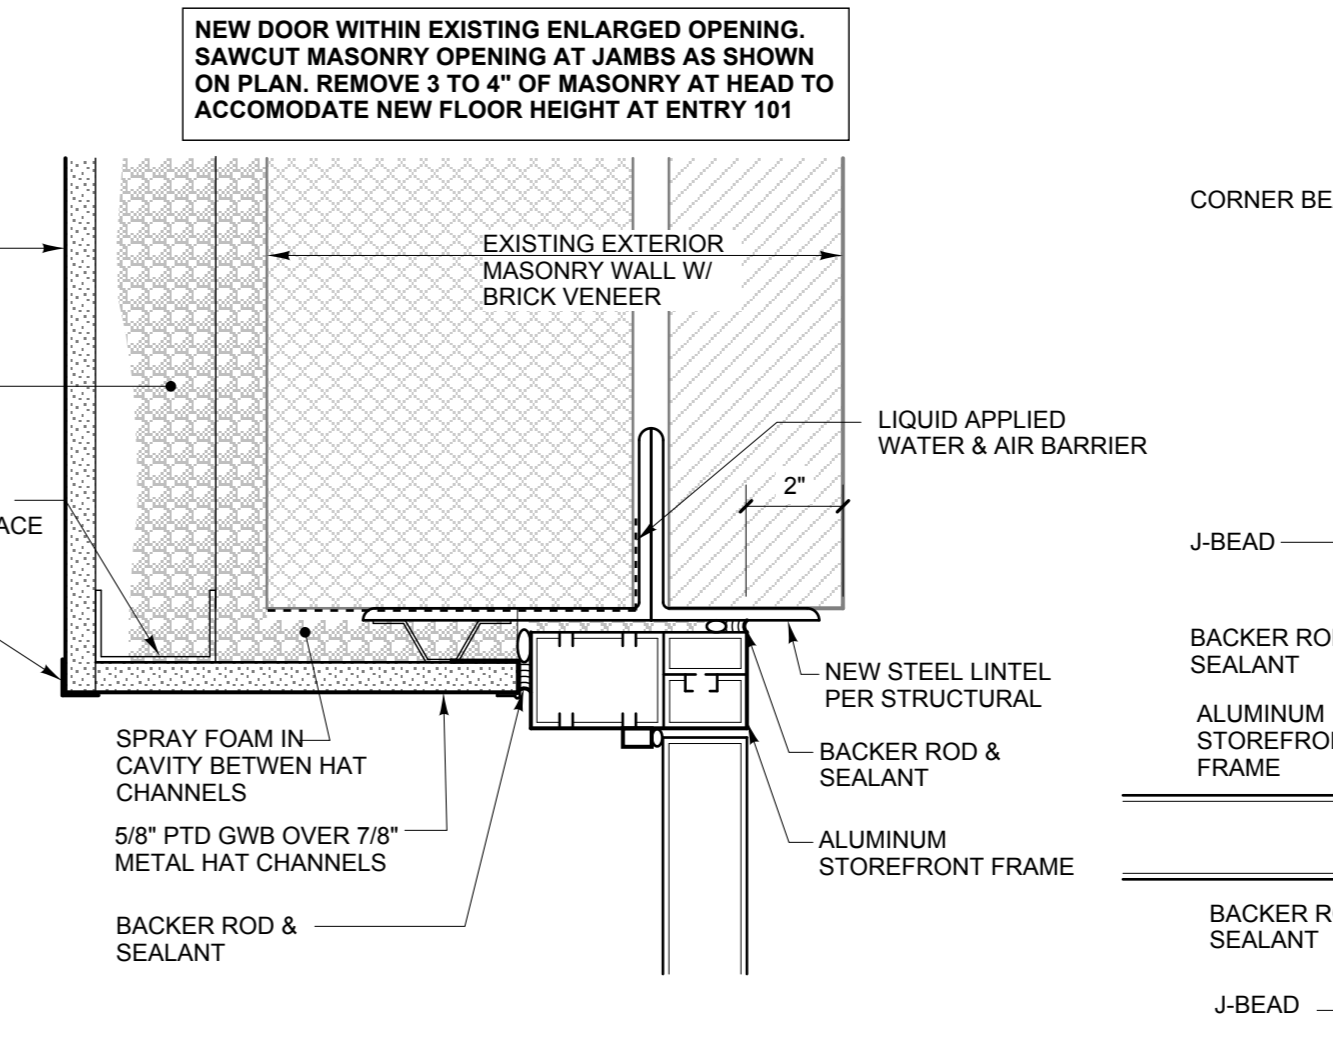 NEW DOOR WITHIN EXISTING ENLARGED OPENING.
SAWCUT MASONRY OPENING AT JAMBS AS SHOWN
ON PLAN. REMOVE 3 TO 4" OF MASONRY AT HEAD TO
ACCOMODATE NEW FLOOR HEIGHT AT ENTRY 101
CORNER BE
EXISTING EXTERIOR
MASONRY WALL W/
BRICK VENEER
LIQUID APPLIED
WATER & AIR BARRIER
2"
ACE
J-BEAD
NEW STEEL LINTEL
PER STRUCTURAL
BACKER ROD &
SEALANT
ALUMINUM
STOREFRONT FRAME
SPRAY FOAM IN
CAVITY BETWEN HAT
CHANNELS
5/8" PTD GWB OVER 7/8"
METAL HAT CHANNELS
BACKER ROD &
SEALANT
BACKER RO
SEALANT
ALUMINUM
STOREFRO
FRAME
BACKER R
SEALANT
J-BEAD